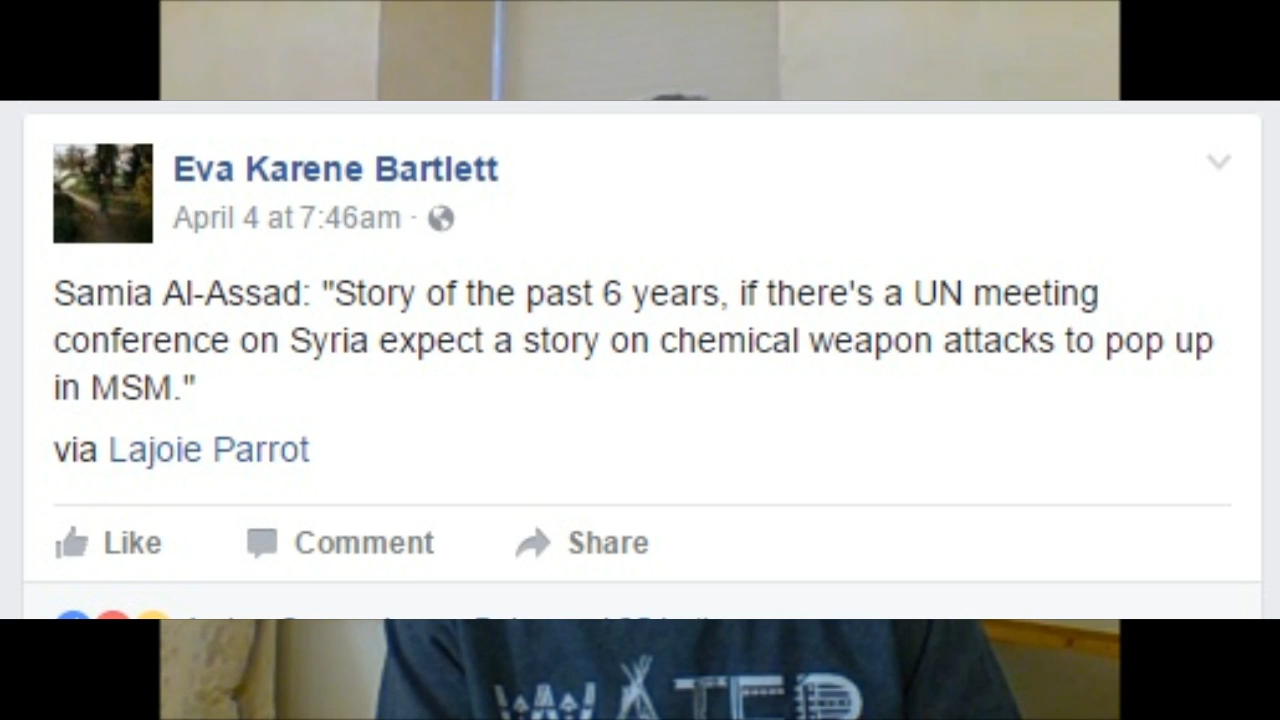 Eva Karene Bartlett
April 4 at 7:46am ·
Samia Al-Assad: "Story of the past 6 years, if there's a UN meeting
conference on Syria expect a story on chemical weapon attacks to pop up
in MSM."
via Lajoie Parrot
Like Comment Share
WATER